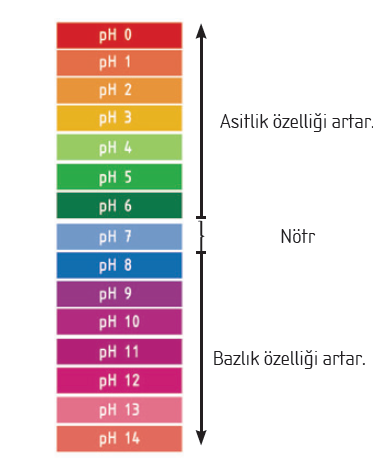 pH 0
pH 1
pH 2
pH 3
Asitlik özelliği artar.
pH 4
pH 5
pH 6
pH 7
Nötr
pH 8
pH 9
pH 10
pH 11
Bazlık özelliği artar.
pH 12
pH 13
pH 14